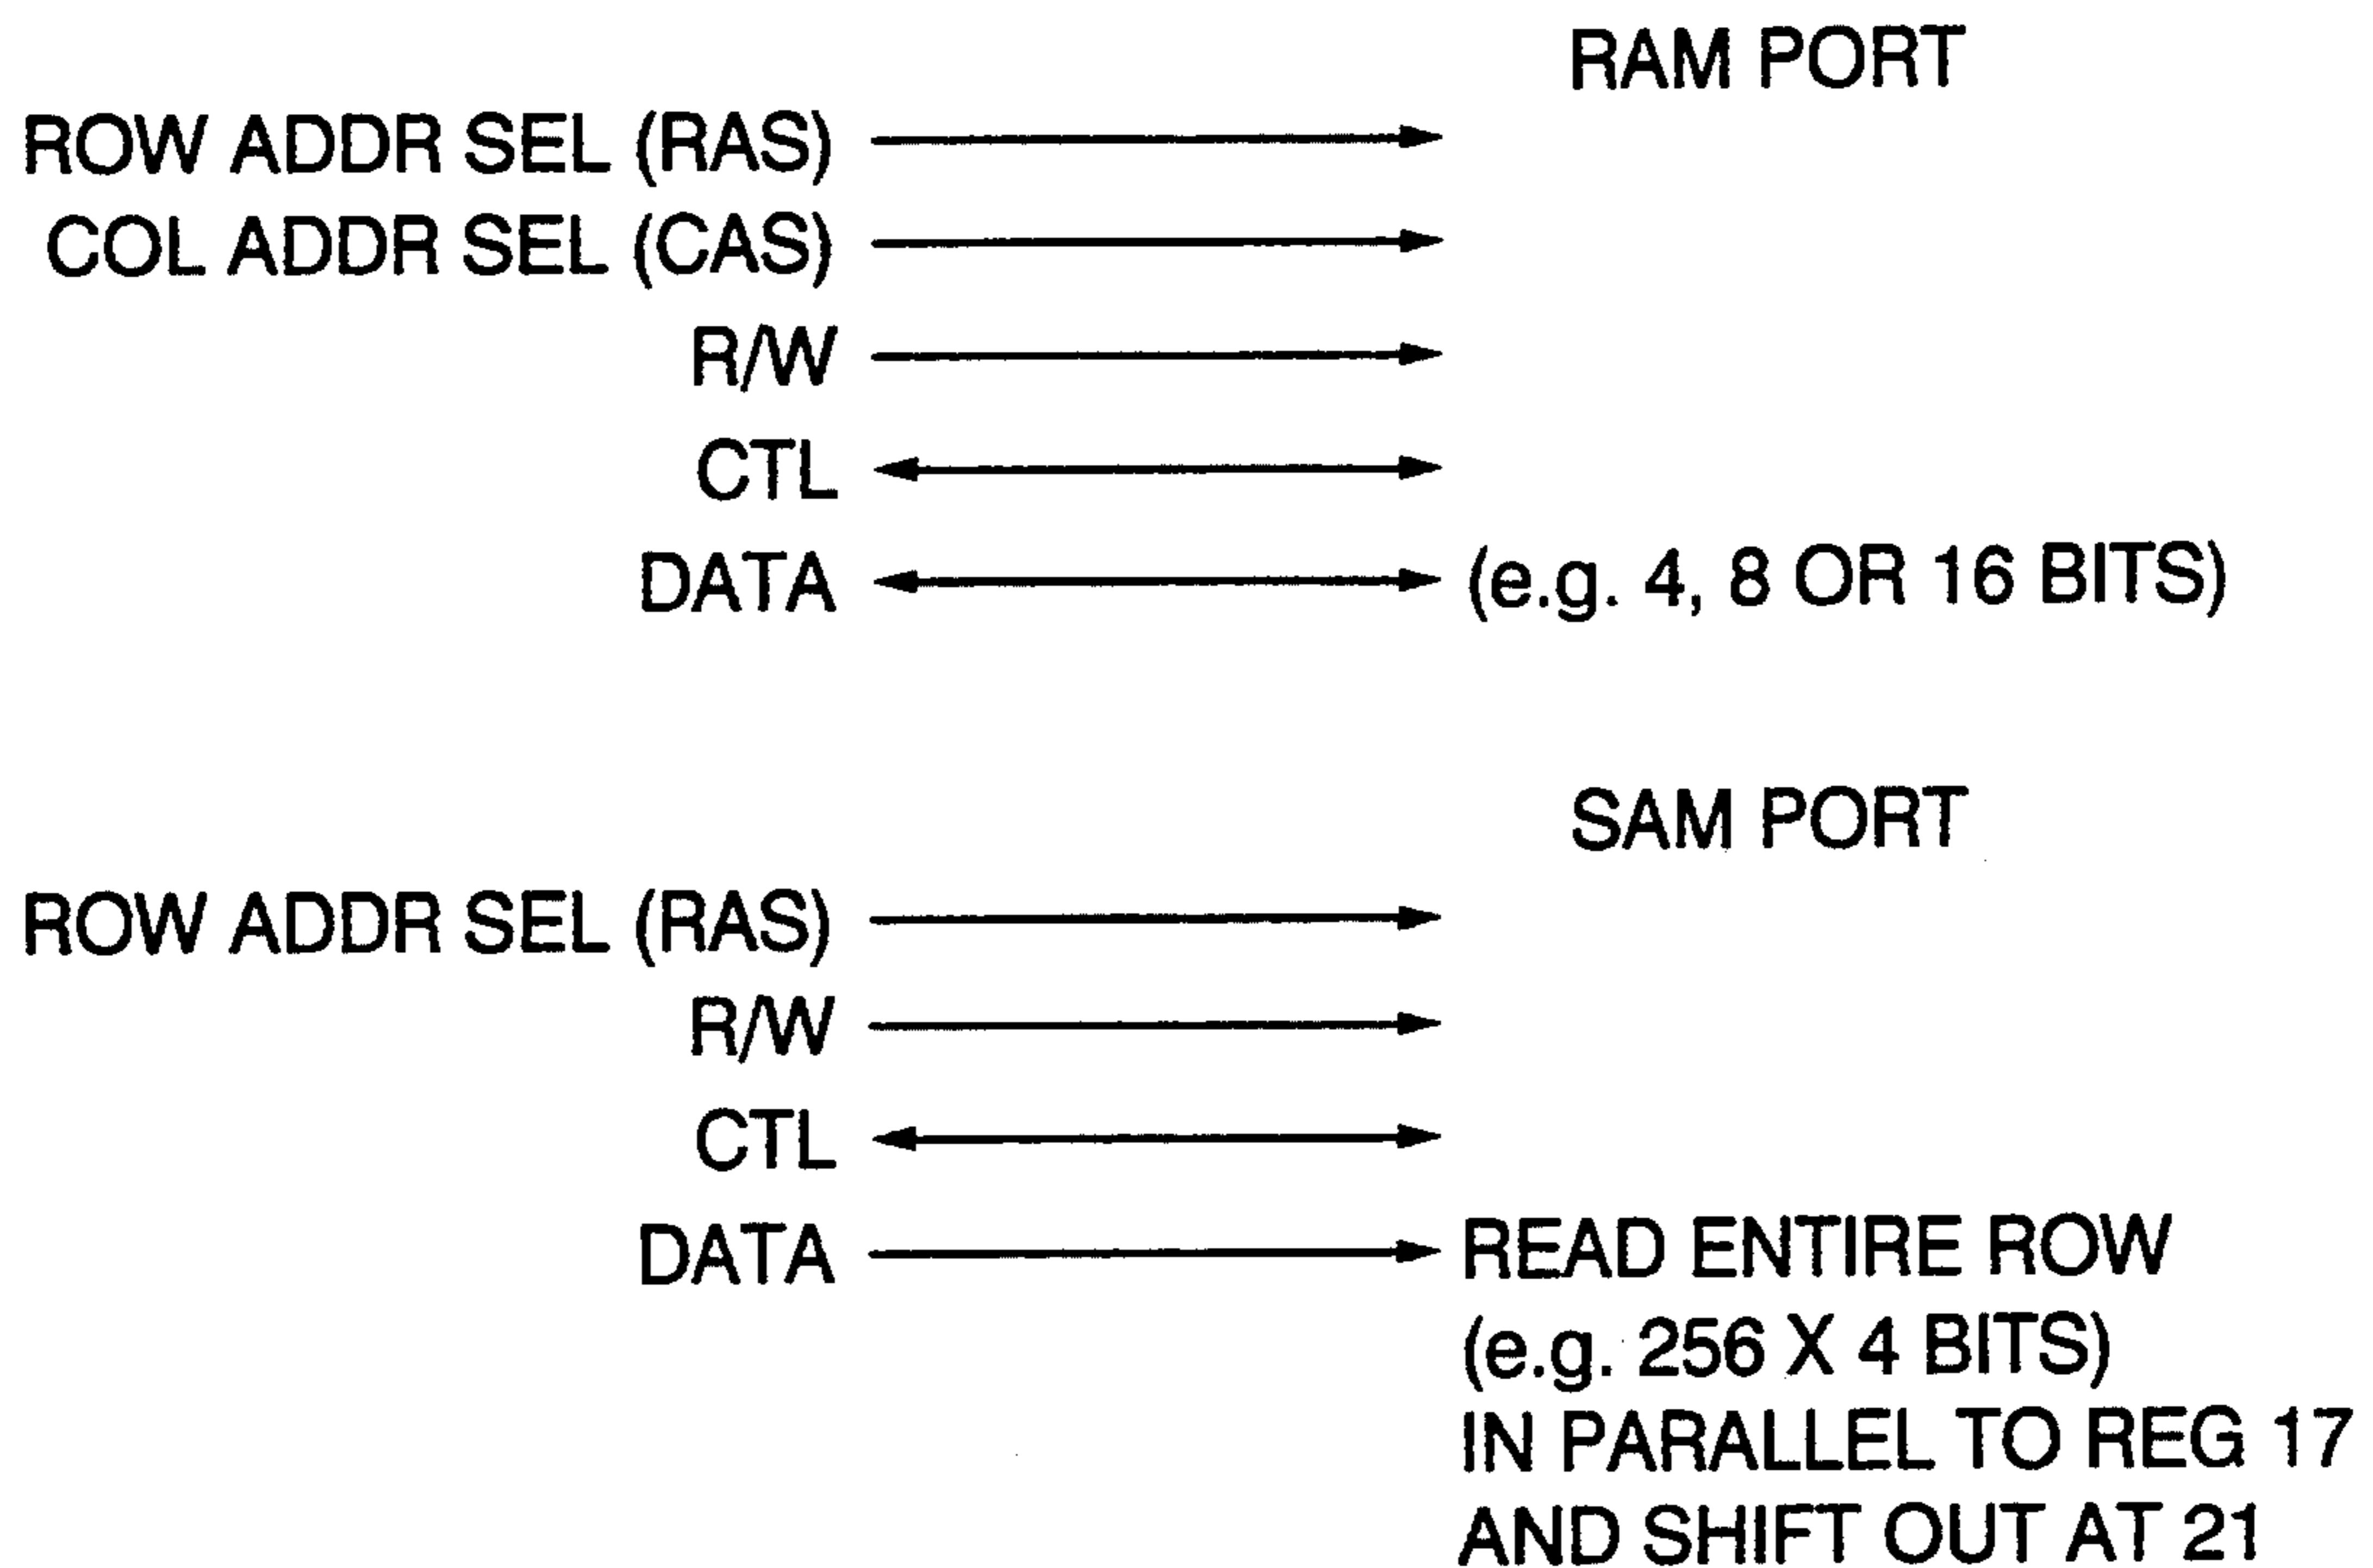 RAM PORT
ROW ADDR SEL (RAS)
COL ADDR SEL (CAS)
R/W
CTL
DATA (e.g. 4, 8 OR 16 BITS)
SAM PORT
ROW ADDR SEL (RAS)
R/W
CTL
DATA READ ENTIRE ROW
(e.g. 256 X 4 BITS)
IN PARALLEL TO REG 17
AND SHIFT OUT AT 21